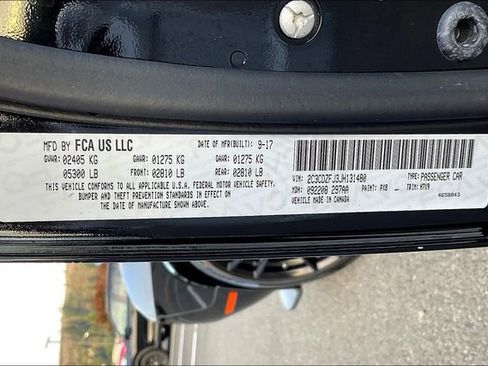 MFD BY FCA US LLC DATE OF MFR(BUILT): 9-17
GVWR: 02405 KG GAWR: 01275 KG GAWR: 01275 KG
05300 LB FRONT: 02810 LB REAR: 02810 LB
THIS VEHICLE CONFORMS TO ALL APPLICABLE U.S.A. FEDERAL MOTOR VEHICLE SAFETY,
BUMPER AND THEFT PREVENTION STANDARDS IN EFFECT ON
THE DATE OF MANUFACTURE SHOWN ABOVE.
VIN: 2C3CDZFJ3JH131480 TYPE: PASSENGER CAR
MDH: 092208 297AA PAINT: PX8 TRIM: H7X9
VEHICLE MADE IN CANADA 4658843